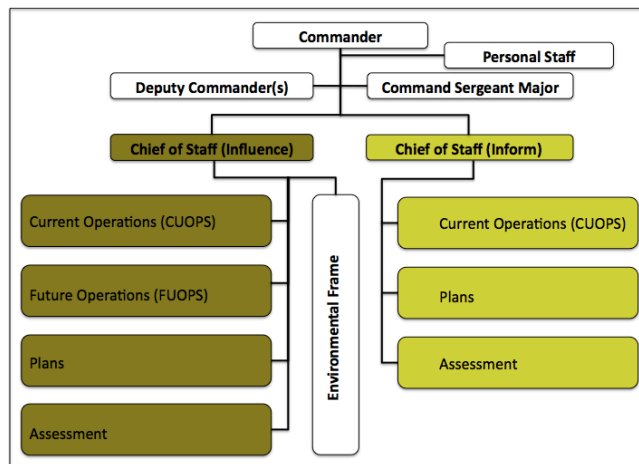 Commander
Personal Staff
Deputy Commander(s)
Command Sergeant Major
Chief of Staff (Influence)
Chief of Staff (Inform)
Current Operations (CUOPS)
Future Operations (FUOPS)
Plans
Assessment
Environmental Frame
Current Operations (CUOPS)
Plans
Assessment